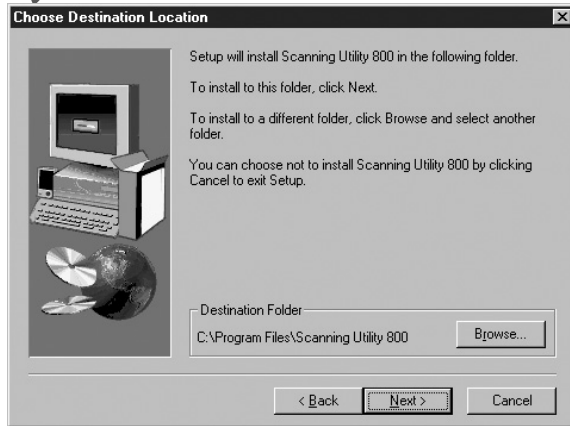 Choose Destination Location
Setup will install Scanning Utility 800 in the following folder.
To install to this folder, click Next.
To install to a different folder, click Browse and select another
folder.
You can choose not to install Scanning Utility 800 by clicking
Cancel to exit Setup.
Destination Folder
C:\Program Files\Scanning Utility 800
Browse...
< Back
Next >
Cancel